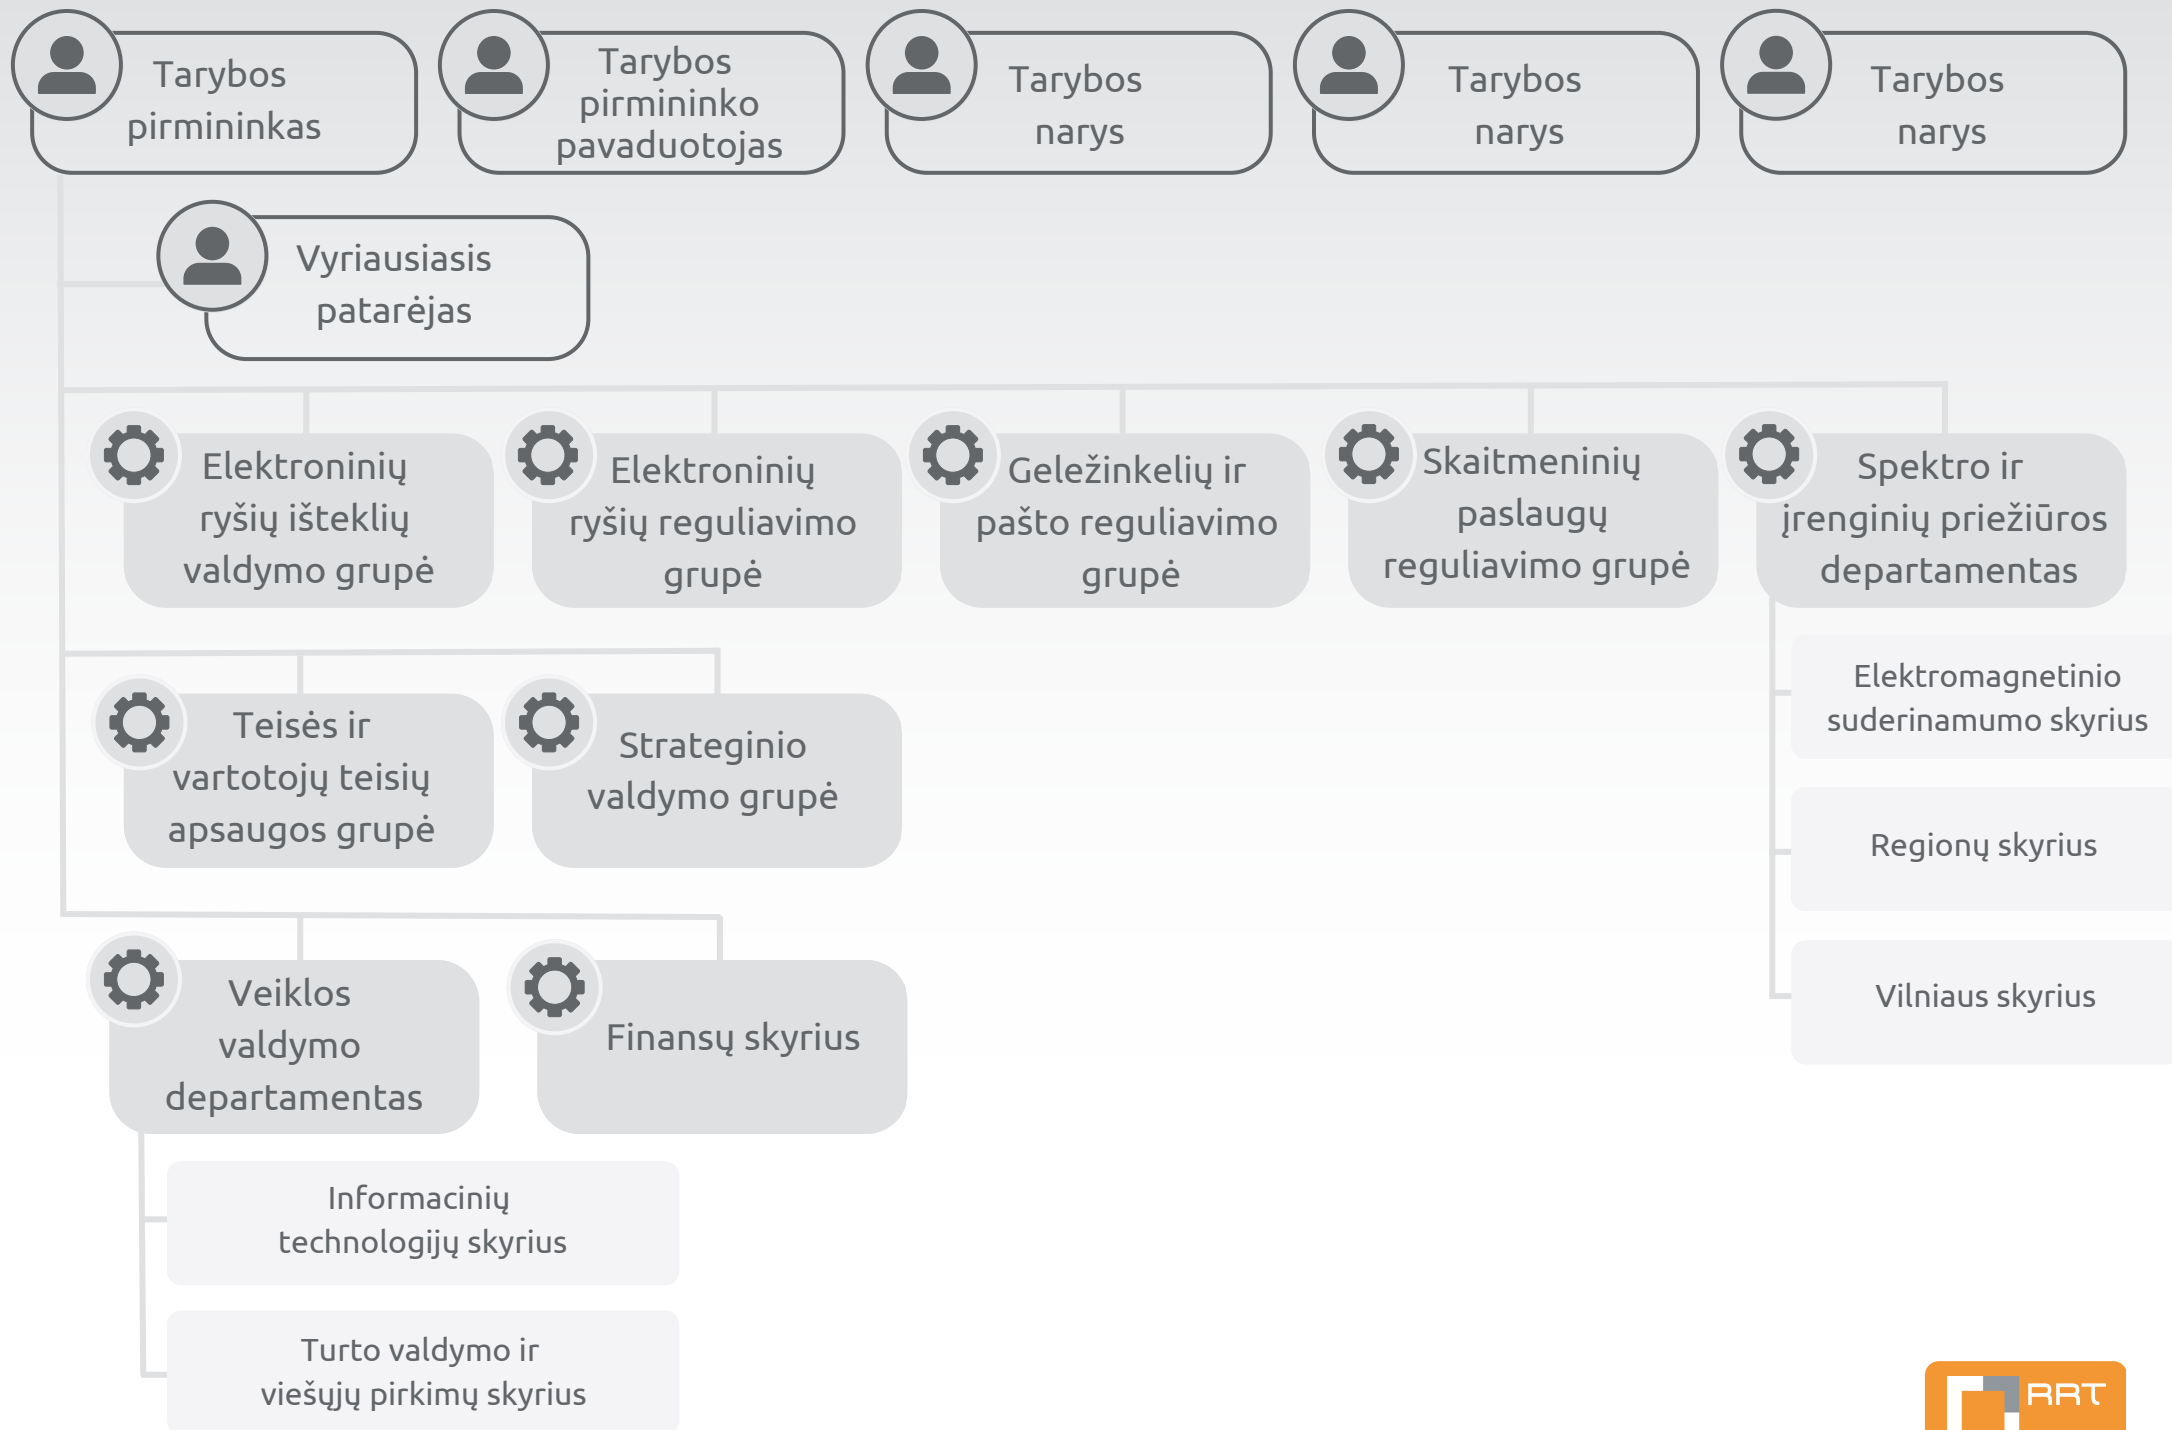 Tarybos
pirmininkas
Tarybos
pirmininko
pavaduotojas
Tarybos
narys
Tarybos
narys
Tarybos
narys
Vyriausiasis
patarėjas
Elektroninių
ryšių išteklių
valdymo grupė
Elektroninių
ryšių reguliavimo
grupė
Geležinkelių ir
pašto reguliavimo
grupė
Skaitmeninių
paslaugų
reguliavimo grupė
Spektro ir
įrenginių priežiūros
departamentas
Elektromagnetinio
suderinamumo skyrius
Regionų skyrius
Vilniaus skyrius
Teisės ir
vartotojų teisių
apsaugos grupė
Strateginio
valdymo grupė
Veiklos
valdymo
departamentas
Finansų skyrius
Informacinių
technologijų skyrius
Turto valdymo ir
viešųjų pirkimų skyrius
RRT